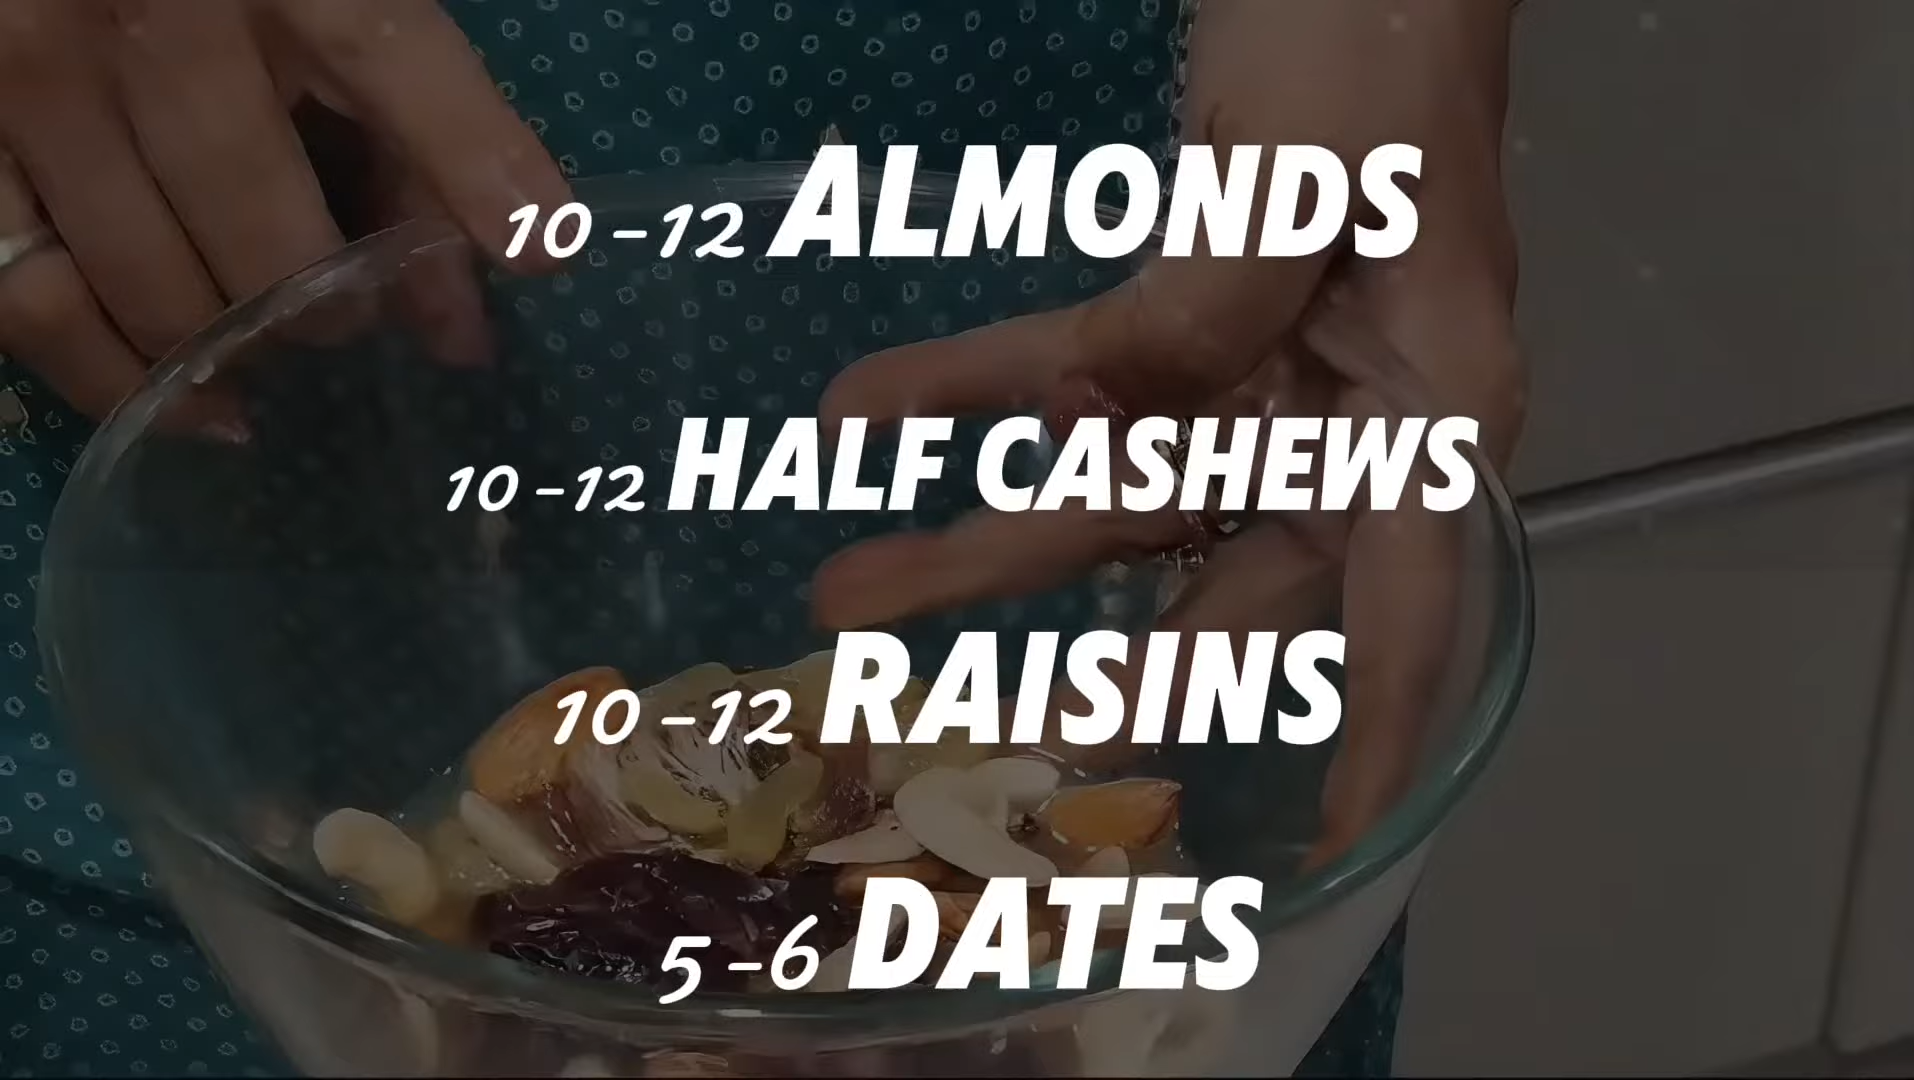 10 - 12 ALMONDS
10 - 12 HALF CASHEWS
10 - 12 RAISINS
5 - 6 DATES